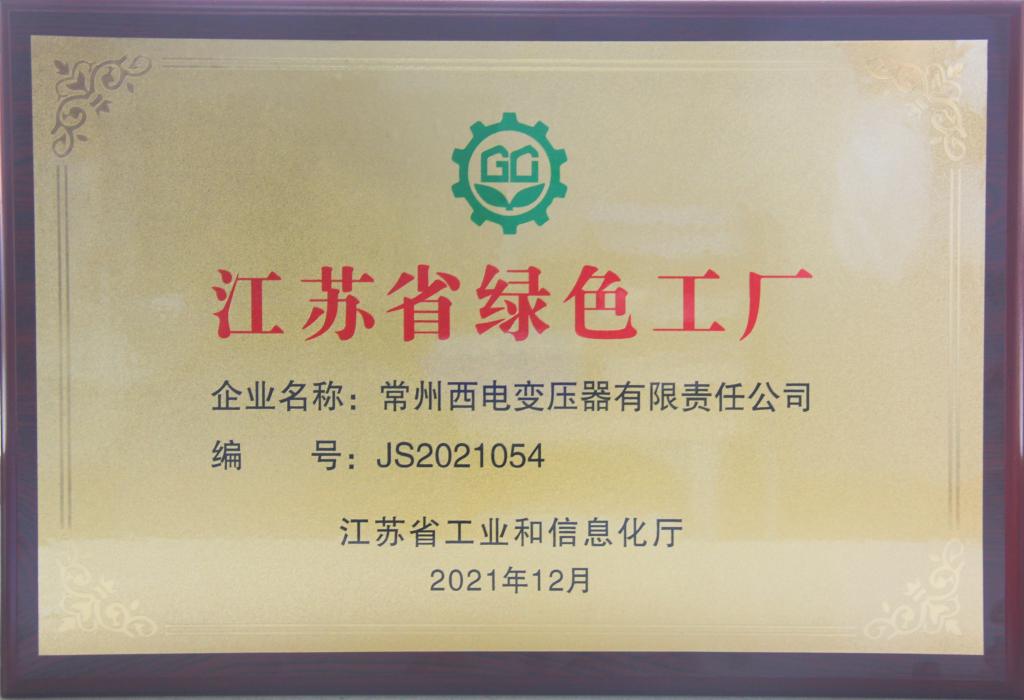 GC
江苏省绿色工厂
企业名称：常州西电变压器有限责任公司
编　　号：JS2021054
江苏省工业和信息化厅
2021年12月